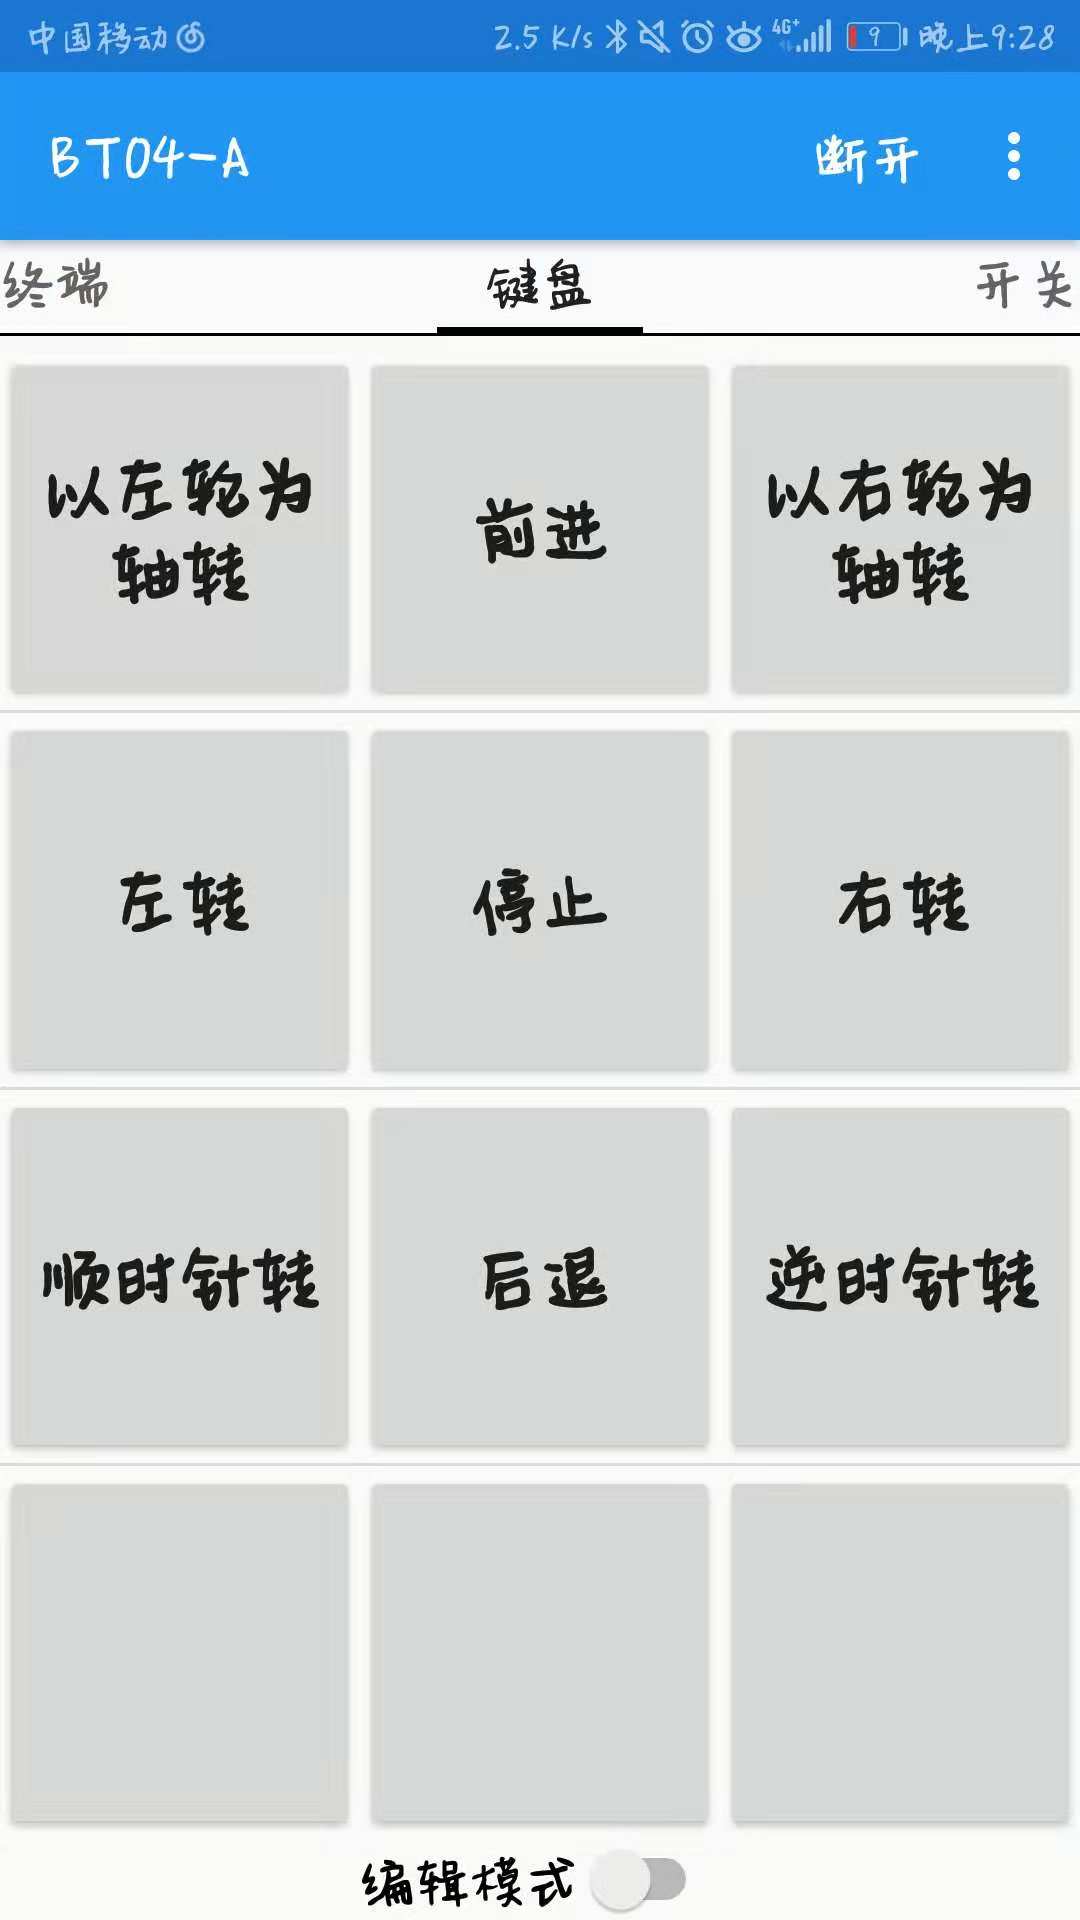 中国移动 2.5 K/s 4G+ 9 晚上9:28
BT04-A 断开
终端 键盘 开关
以左轮为
轴转
前进
以右轮为
轴转
左转 停止 右转
顺时针转 后退 逆时针转
编辑模式